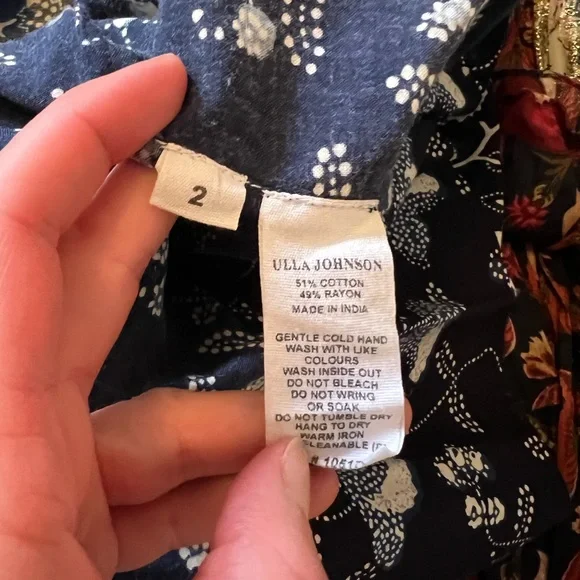 2
ULLA JOHNSON
51% COTTON
49% RAYON
MADE IN INDIA
GENTLE COLD HAND
WASH WITH LIKE
COLOURS
WASH INSIDE OUT
DO NOT BLEACH
DO NOT WRING
OR SOAK
DO NOT TUMBLE DRY
HANG TO DRY
WARM IRON